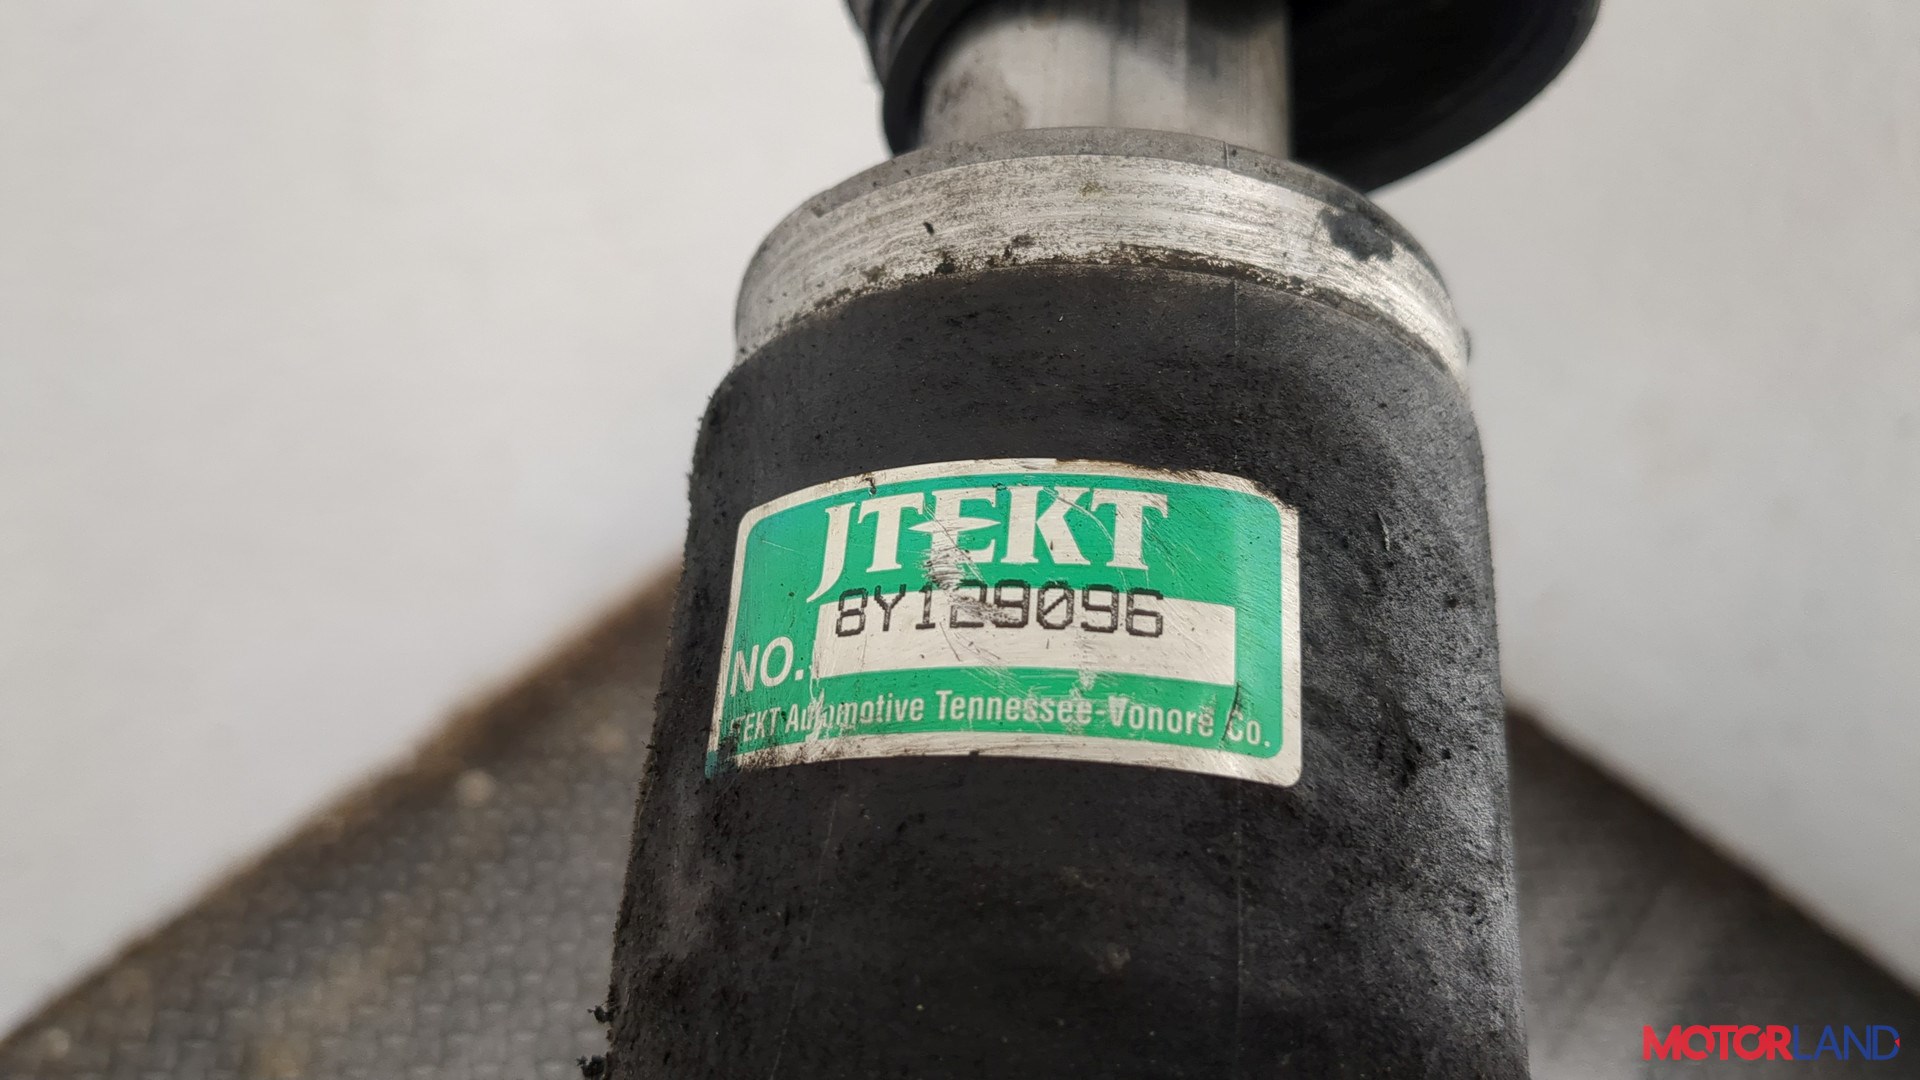 JTEKT
8Y129096
NO.
JTEKT Automotive Tennessee-Vonore Co.
MOTORLAND